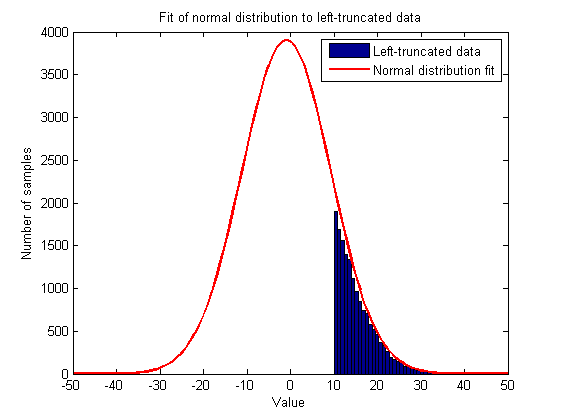 Fit of normal distribution to left-truncated data
4000
3500
3000
2500
2000
1500
1000
500
0
Number of samples
Left-truncated data
Normal distribution fit
-50 -40 -30 -20 -10 0 10 20 30 40 50
Value